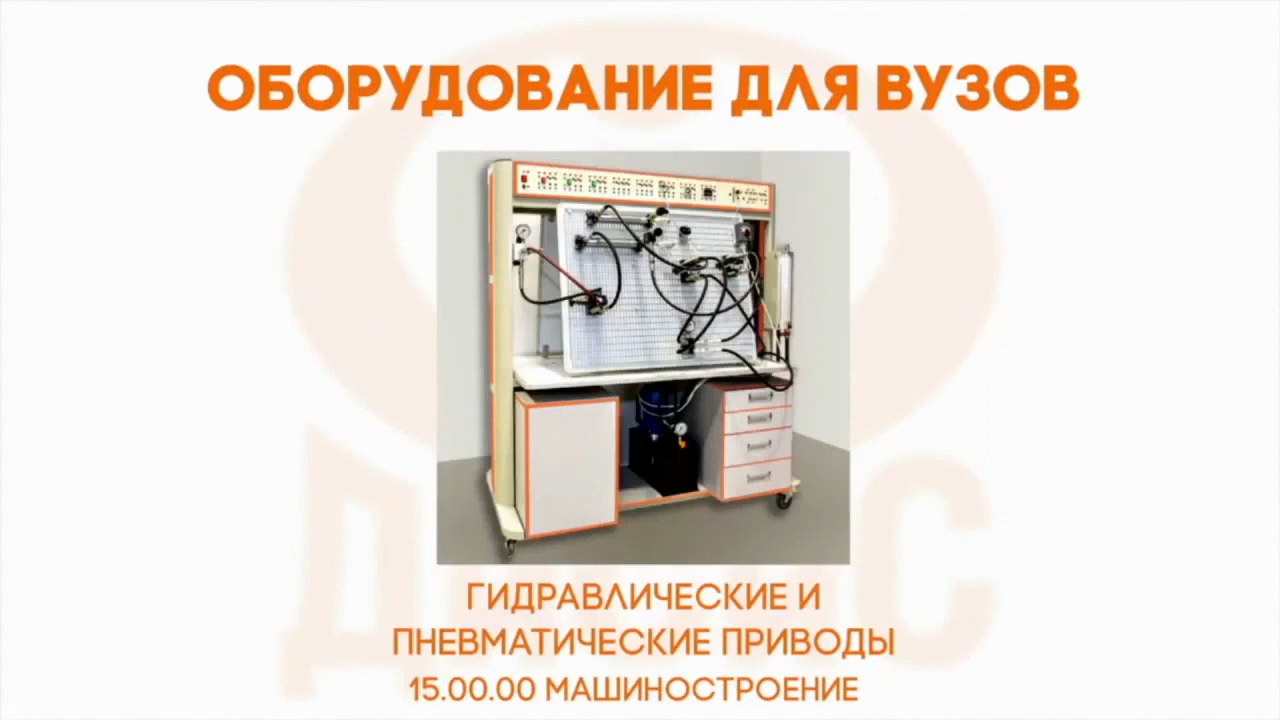 ОБОРУДОВАНИЕ ДЛЯ ВУЗОВ
ГИДРАВЛИЧЕСКИЕ И
ПНЕВМАТИЧЕСКИЕ ПРИВОДЫ
15.00.00 МАШИНОСТРОЕНИЕ